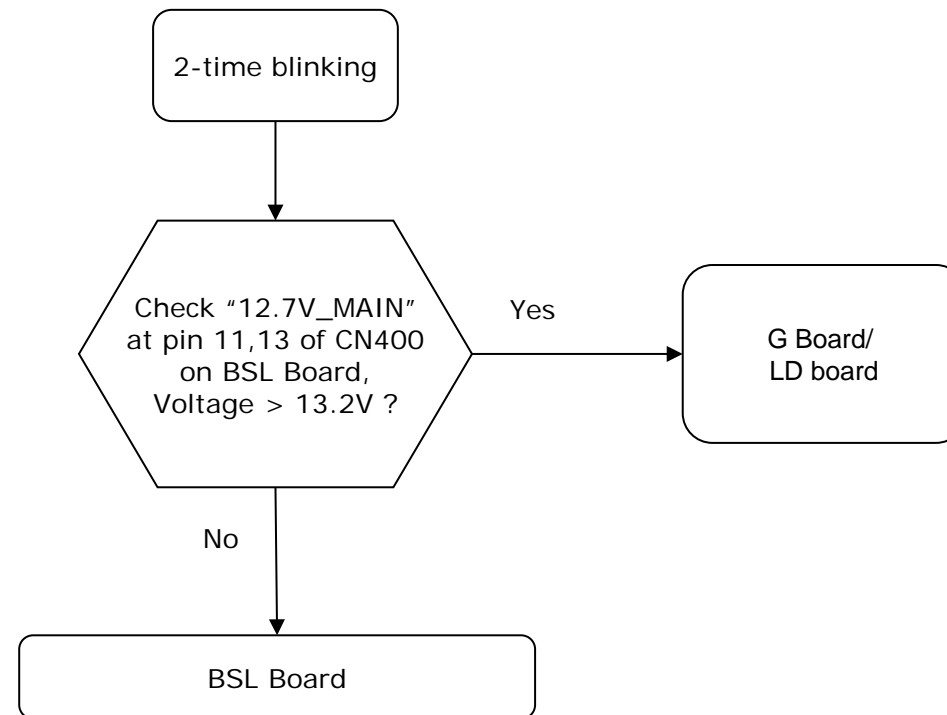 2-time blinking
Check “12.7V_MAIN”
at pin 11,13 of CN400
on BSL Board,
Voltage > 13.2V ?
Yes
G Board/
LD board
No
BSL Board